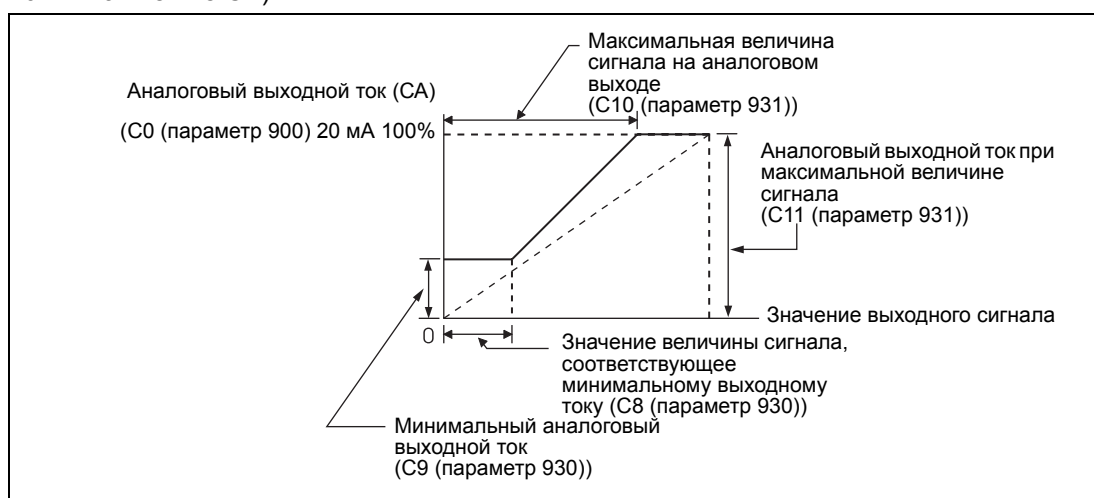 Максимальная величина
сигнала на аналоговом
выходе
(C10 (параметр 931))
Аналоговый выходной ток (CA)
(C0 (параметр 900) 20 мА 100%
Аналоговый выходной ток при
максимальной величине
сигнала
(C11 (параметр 931))
Значение выходного сигнала
0
Значение величины сигнала,
соответствующее
минимальному выходному
току (C8 (параметр 930))
Минимальный аналоговый
выходной ток
(C9 (параметр 930))